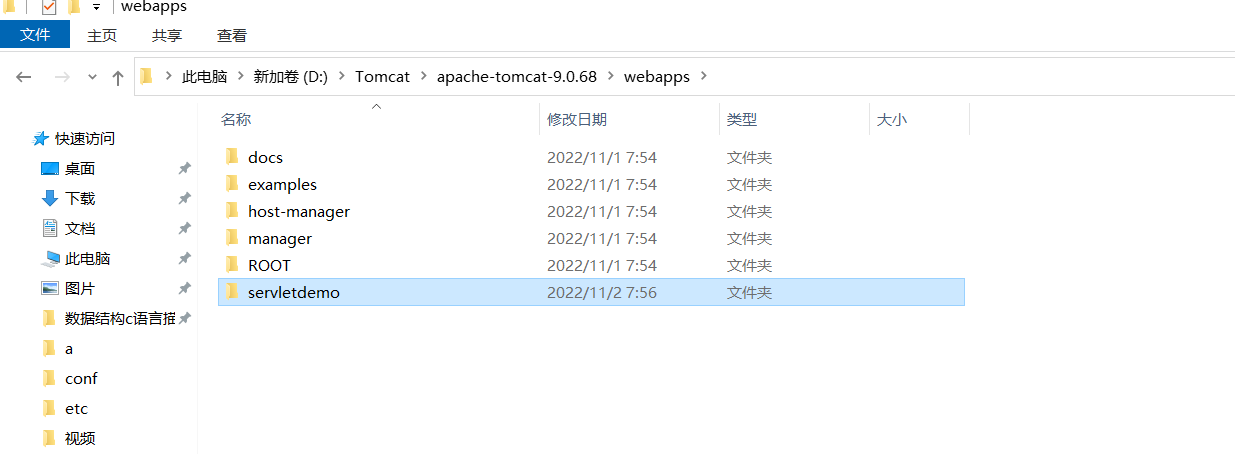 webapps
文件 主页 共享 查看
此电脑 新加卷 (D:) Tomcat apache-tomcat-9.0.68 webapps
名称 修改日期 类型 大小
快速访问
桌面
下载
文档
此电脑
图片
数据结构c语言描
a
conf
etc
视频
docs 2022/11/1 7:54 文件夹
examples 2022/11/1 7:54 文件夹
host-manager 2022/11/1 7:54 文件夹
manager 2022/11/1 7:54 文件夹
ROOT 2022/11/1 7:54 文件夹
servletdemo 2022/11/2 7:56 文件夹